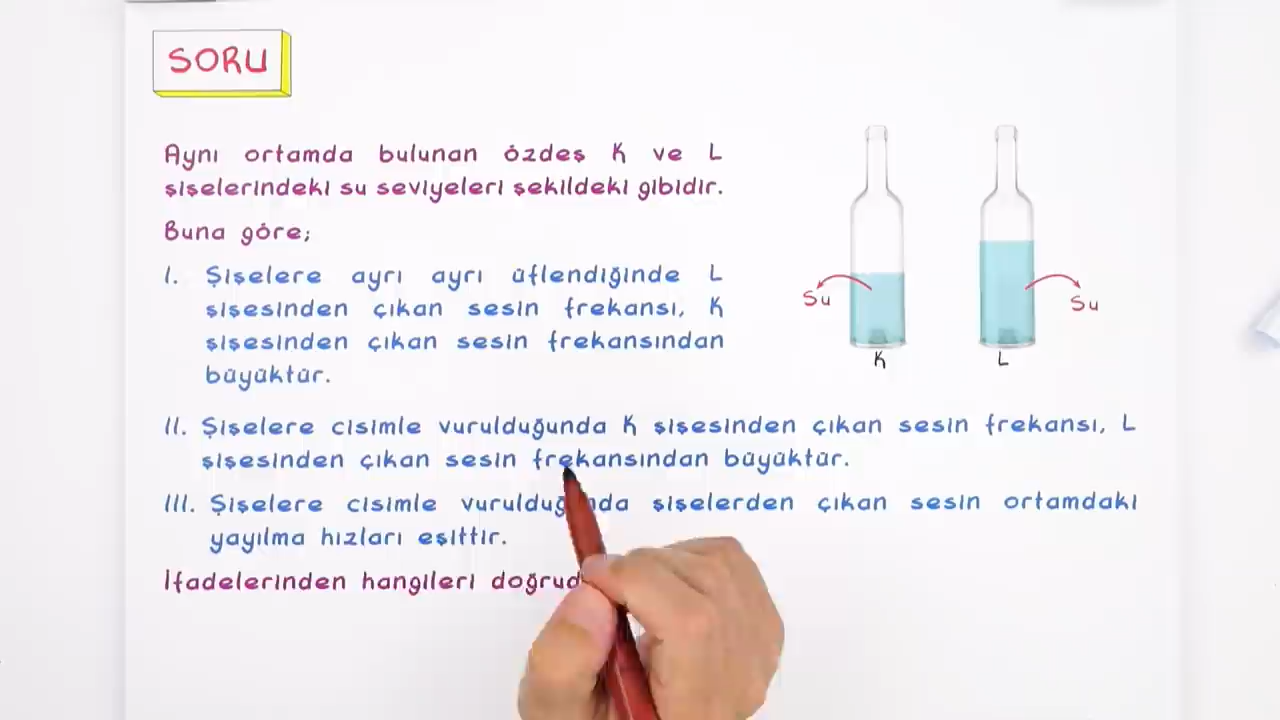 SORU
Aynı ortamda bulunan özdeş K ve L
şişelerindeki su seviyeleri şekildeki gibidir.
Buna göre;
I. Şişelere ayrı ayrı üflendiğinde L
şişesinden çıkan sesin frekansı, K
şişesinden çıkan sesin frekansından
büyüktür.
II. Şişelere cisimle vurulduğunda K şişesinden çıkan sesin frekansı, L
şişesinden çıkan sesin frekansından büyüktür.
III. Şişelere cisimle vurulduğunda şişelerden çıkan sesin ortamdaki
yayılma hızları eşittir.
İfadelerinden hangileri
Su
Su
K
L